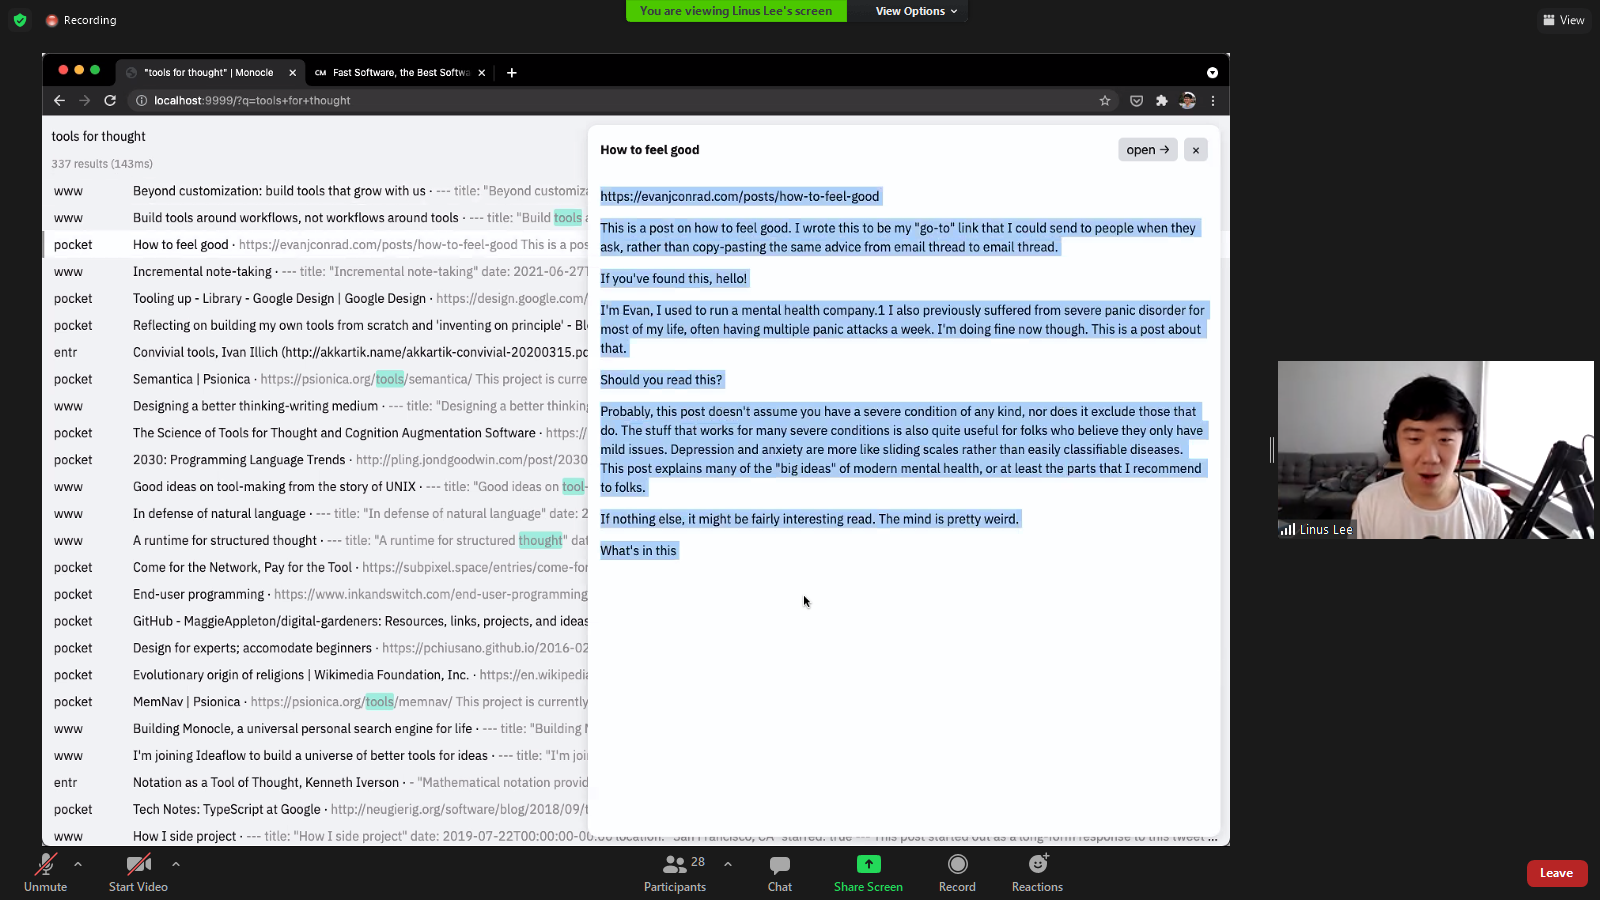 Recording
You are viewing Linus Lee's screen
View Options
View
"tools for thought" | Monocle
CM Fast Software, the Best Softwa
localhost:9999/?q=tools+for+thought
tools for thought
337 results (143ms)
www Beyond customization: build tools that grow with us · --- title: "Beyond customiza
www Build tools around workflows, not workflows around tools · --- title: "Build tools a
pocket How to feel good · https://evanjconrad.com/posts/how-to-feel-good This is a pos
www Incremental note-taking · --- title: "Incremental note-taking" date: 2021-06-27T
pocket Tooling up - Library - Google Design | Google Design · https://design.google.com/
pocket Reflecting on building my own tools from scratch and 'inventing on principle' - Blo
entr Convivial tools, Ivan Illich (http://akkartik.name/akkartik-convivial-20200315.pd
pocket Semantica | Psionica · https://psionica.org/tools/semantica/ This project is curre
www Designing a better thinking-writing medium · --- title: "Designing a better thinkin
pocket The Science of Tools for Thought and Cognition Augmentation Software · https:/
pocket 2030: Programming Language Trends · http://pling.jondgoodwin.com/post/2030
www Good ideas on tool-making from the story of UNIX · --- title: "Good ideas on tool-
www In defense of natural language · --- title: "In defense of natural language" date: 2
www A runtime for structured thought · --- title: "A runtime for structured thought" dat
pocket Come for the Network, Pay for the Tool · https://subpixel.space/entries/come-for
pocket End-user programming · https://www.inkandswitch.com/end-user-programming
pocket GitHub - MaggieAppleton/digital-gardeners: Resources, links, projects, and ideas
pocket Design for experts; accomodate beginners · https://pchiusano.github.io/2016-02
pocket Evolutionary origin of religions | Wikimedia Foundation, Inc. · https://en.wikipedia
pocket MemNav | Psionica · https://psionica.org/tools/memnav/ This project is currently
www Building Monocle, a universal personal search engine for life · --- title: "Building M
www I'm joining Ideaflow to build a universe of better tools for ideas · --- title: "I'm joi
entr Notation as a Tool of Thought, Kenneth Iverson · - "Mathematical notation provid
pocket Tech Notes: TypeScript at Google · http://neugierig.org/software/blog/2018/09/t
www How I side project · --- title: "How I side project" date: 2019-07-22T00:00:00-00:00 location: "San Francisco, CA" starred: true --- This post started out as a long-form response to this tweet ...
How to feel good
open →
×
https://evanjconrad.com/posts/how-to-feel-good
This is a post on how to feel good. I wrote this to be my "go-to" link that I could send to people when they
ask, rather than copy-pasting the same advice from email thread to email thread.
If you've found this, hello!
I'm Evan, I used to run a mental health company.1 I also previously suffered from severe panic disorder for
most of my life, often having multiple panic attacks a week. I'm doing fine now though. This is a post about
that.
Should you read this?
Probably, this post doesn't assume you have a severe condition of any kind, nor does it exclude those that
do. The stuff that works for many severe conditions is also quite useful for folks who believe they only have
mild issues. Depression and anxiety are more like sliding scales rather than easily classifiable diseases.
This post explains many of the "big ideas" of modern mental health, or at least the parts that I recommend
to folks.
If nothing else, it might be fairly interesting read. The mind is pretty weird.
What's in this
Linus Lee
Unmute
Start Video
28
Participants
Chat
Share Screen
Record
Reactions
Leave